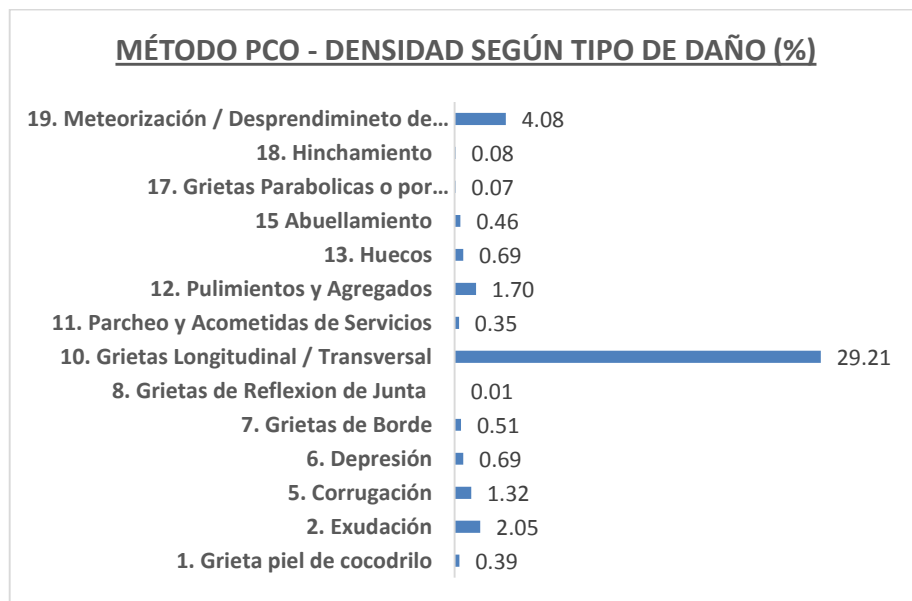 MÉTODO PCO - DENSIDAD SEGÚN TIPO DE DAÑO (%)
19. Meteorización / Desprendimineto de... 4.08
18. Hinchamiento 0.08
17. Grietas Parabolicas o por... 0.07
15 Abuellamiento 0.46
13. Huecos 0.69
12. Pulimientos y Agregados 1.70
11. Parcheo y Acometidas de Servicios 0.35
10. Grietas Longitudinal / Transversal 29.21
8. Grietas de Reflexion de Junta 0.01
7. Grietas de Borde 0.51
6. Depresión 0.69
5. Corrugación 1.32
2. Exudación 2.05
1. Grieta piel de cocodrilo 0.39